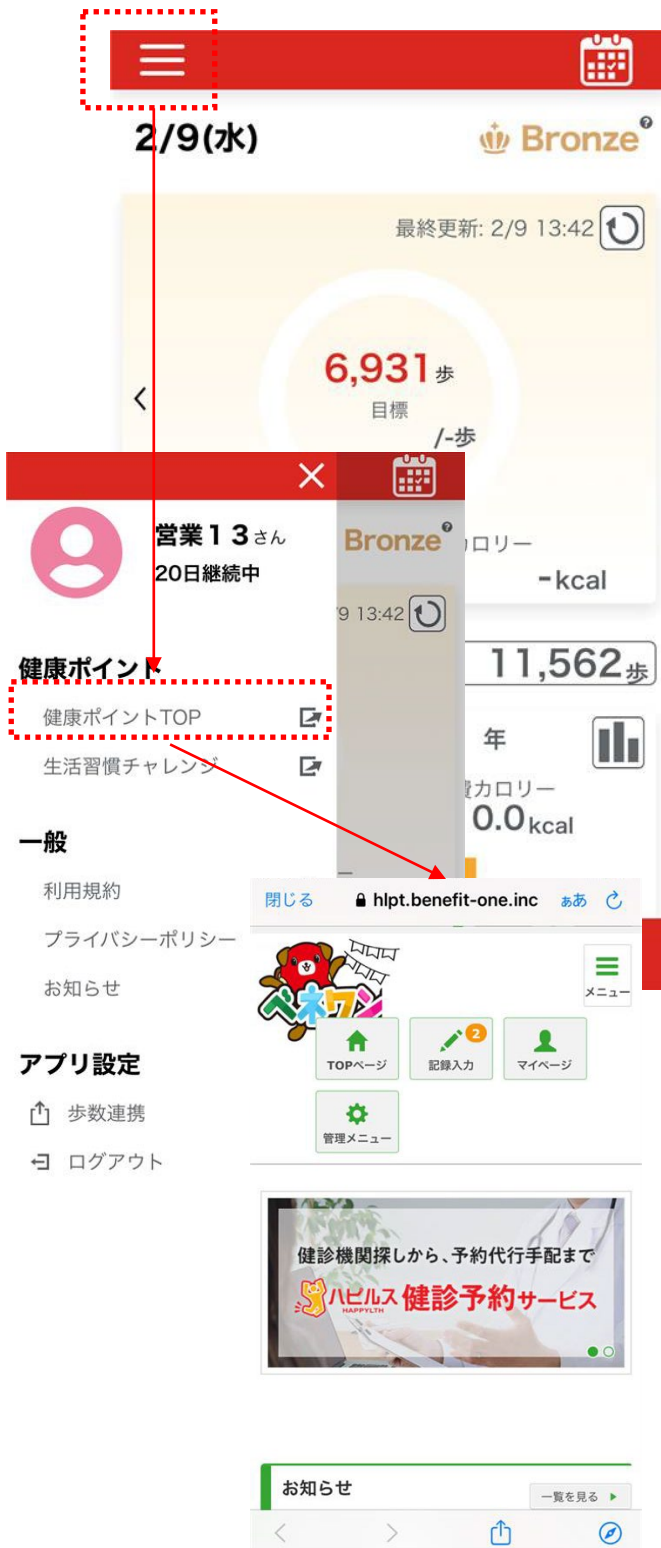 2/9(水)
Bronze
最終更新: 2/9 13:42
6,931歩
目標
/-歩
カロリー
-kcal
11,562歩
年
費カロリー
0.0kcal
営業13さん
20日継続中
Bronze
/9 13:42
健康ポイント
健康ポイントTOP
生活習慣チャレンジ
一般
利用規約
プライバシーポリシー
お知らせ
アプリ設定
歩数連携
ログアウト
閉じる hlpt.benefit-one.inc ぁあ
ベネワン
メニュー
TOPページ
記録入力
2
マイページ
管理メニュー
健診機関探しから、予約代行手配まで
ハピルス健診予約サービス
HAPPYLTH
お知らせ
一覧を見る